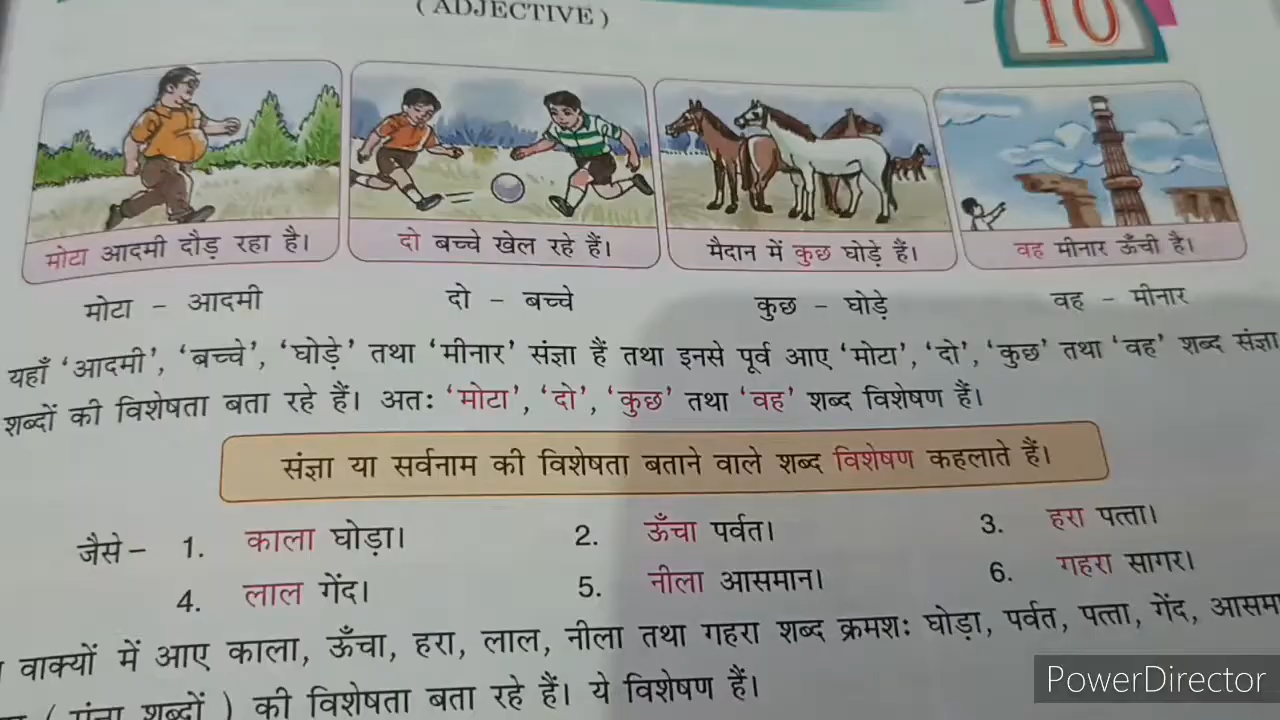 ( ADJECTIVE )
10
मोटा आदमी दौड़ रहा है।
दो बच्चे खेल रहे हैं।
मैदान में कुछ घोड़े हैं।
वह मीनार ऊँची है।
मोटा – आदमी
दो – बच्चे
कुछ – घोड़े
वह – मीनार
यहाँ ‘आदमी’, ‘बच्चे’, ‘घोड़े’ तथा ‘मीनार’ संज्ञा हैं तथा इनसे पूर्व आए ‘मोटा’, ‘दो’, ‘कुछ’ तथा ‘वह’ शब्द संज्ञा
शब्दों की विशेषता बता रहे हैं। अतः ‘मोटा’, ‘दो’, ‘कुछ’ तथा ‘वह’ शब्द विशेषण हैं।
संज्ञा या सर्वनाम की विशेषता बताने वाले शब्द विशेषण कहलाते हैं।
जैसे – 1. काला घोड़ा। 2. ऊँचा पर्वत। 3. हरा पत्ता।
4. लाल गेंद। 5. नीला आसमान। 6. गहरा सागर।
वाक्यों में आए काला, ऊँचा, हरा, लाल, नीला तथा गहरा शब्द क्रमशः घोड़ा, पर्वत, पत्ता, गेंद,
शब्दों ) की विशेषता बता रहे हैं। ये विशेषण हैं।
PowerDirector